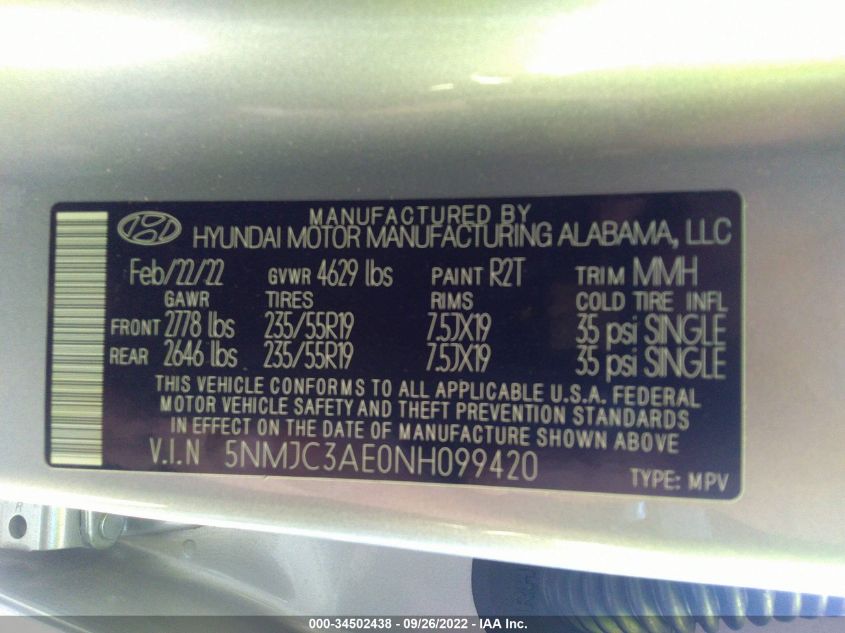 MANUFACTURED BY
HYUNDAI MOTOR MANUFACTURING ALABAMA, LLC
Feb/22/22 GVWR 4629 lbs PAINT R2T TRIM MMH
GAWR TIRES RIMS COLD TIRE INFL
FRONT 2778 lbs 235/55R19 7.5JX19 35 psi SINGLE
REAR 2646 lbs 235/55R19 7.5JX19 35 psi SINGLE
THIS VEHICLE CONFORMS TO ALL APPLICABLE U.S.A. FEDERAL
MOTOR VEHICLE SAFETY AND THEFT PREVENTION STANDARDS
IN EFFECT ON THE DATE OF MANUFACTURE SHOWN ABOVE
V.I.N 5NMJC3AE0NH099420
TYPE: MPV
R
000-34502438 - 09/26/2022 - IAA Inc.